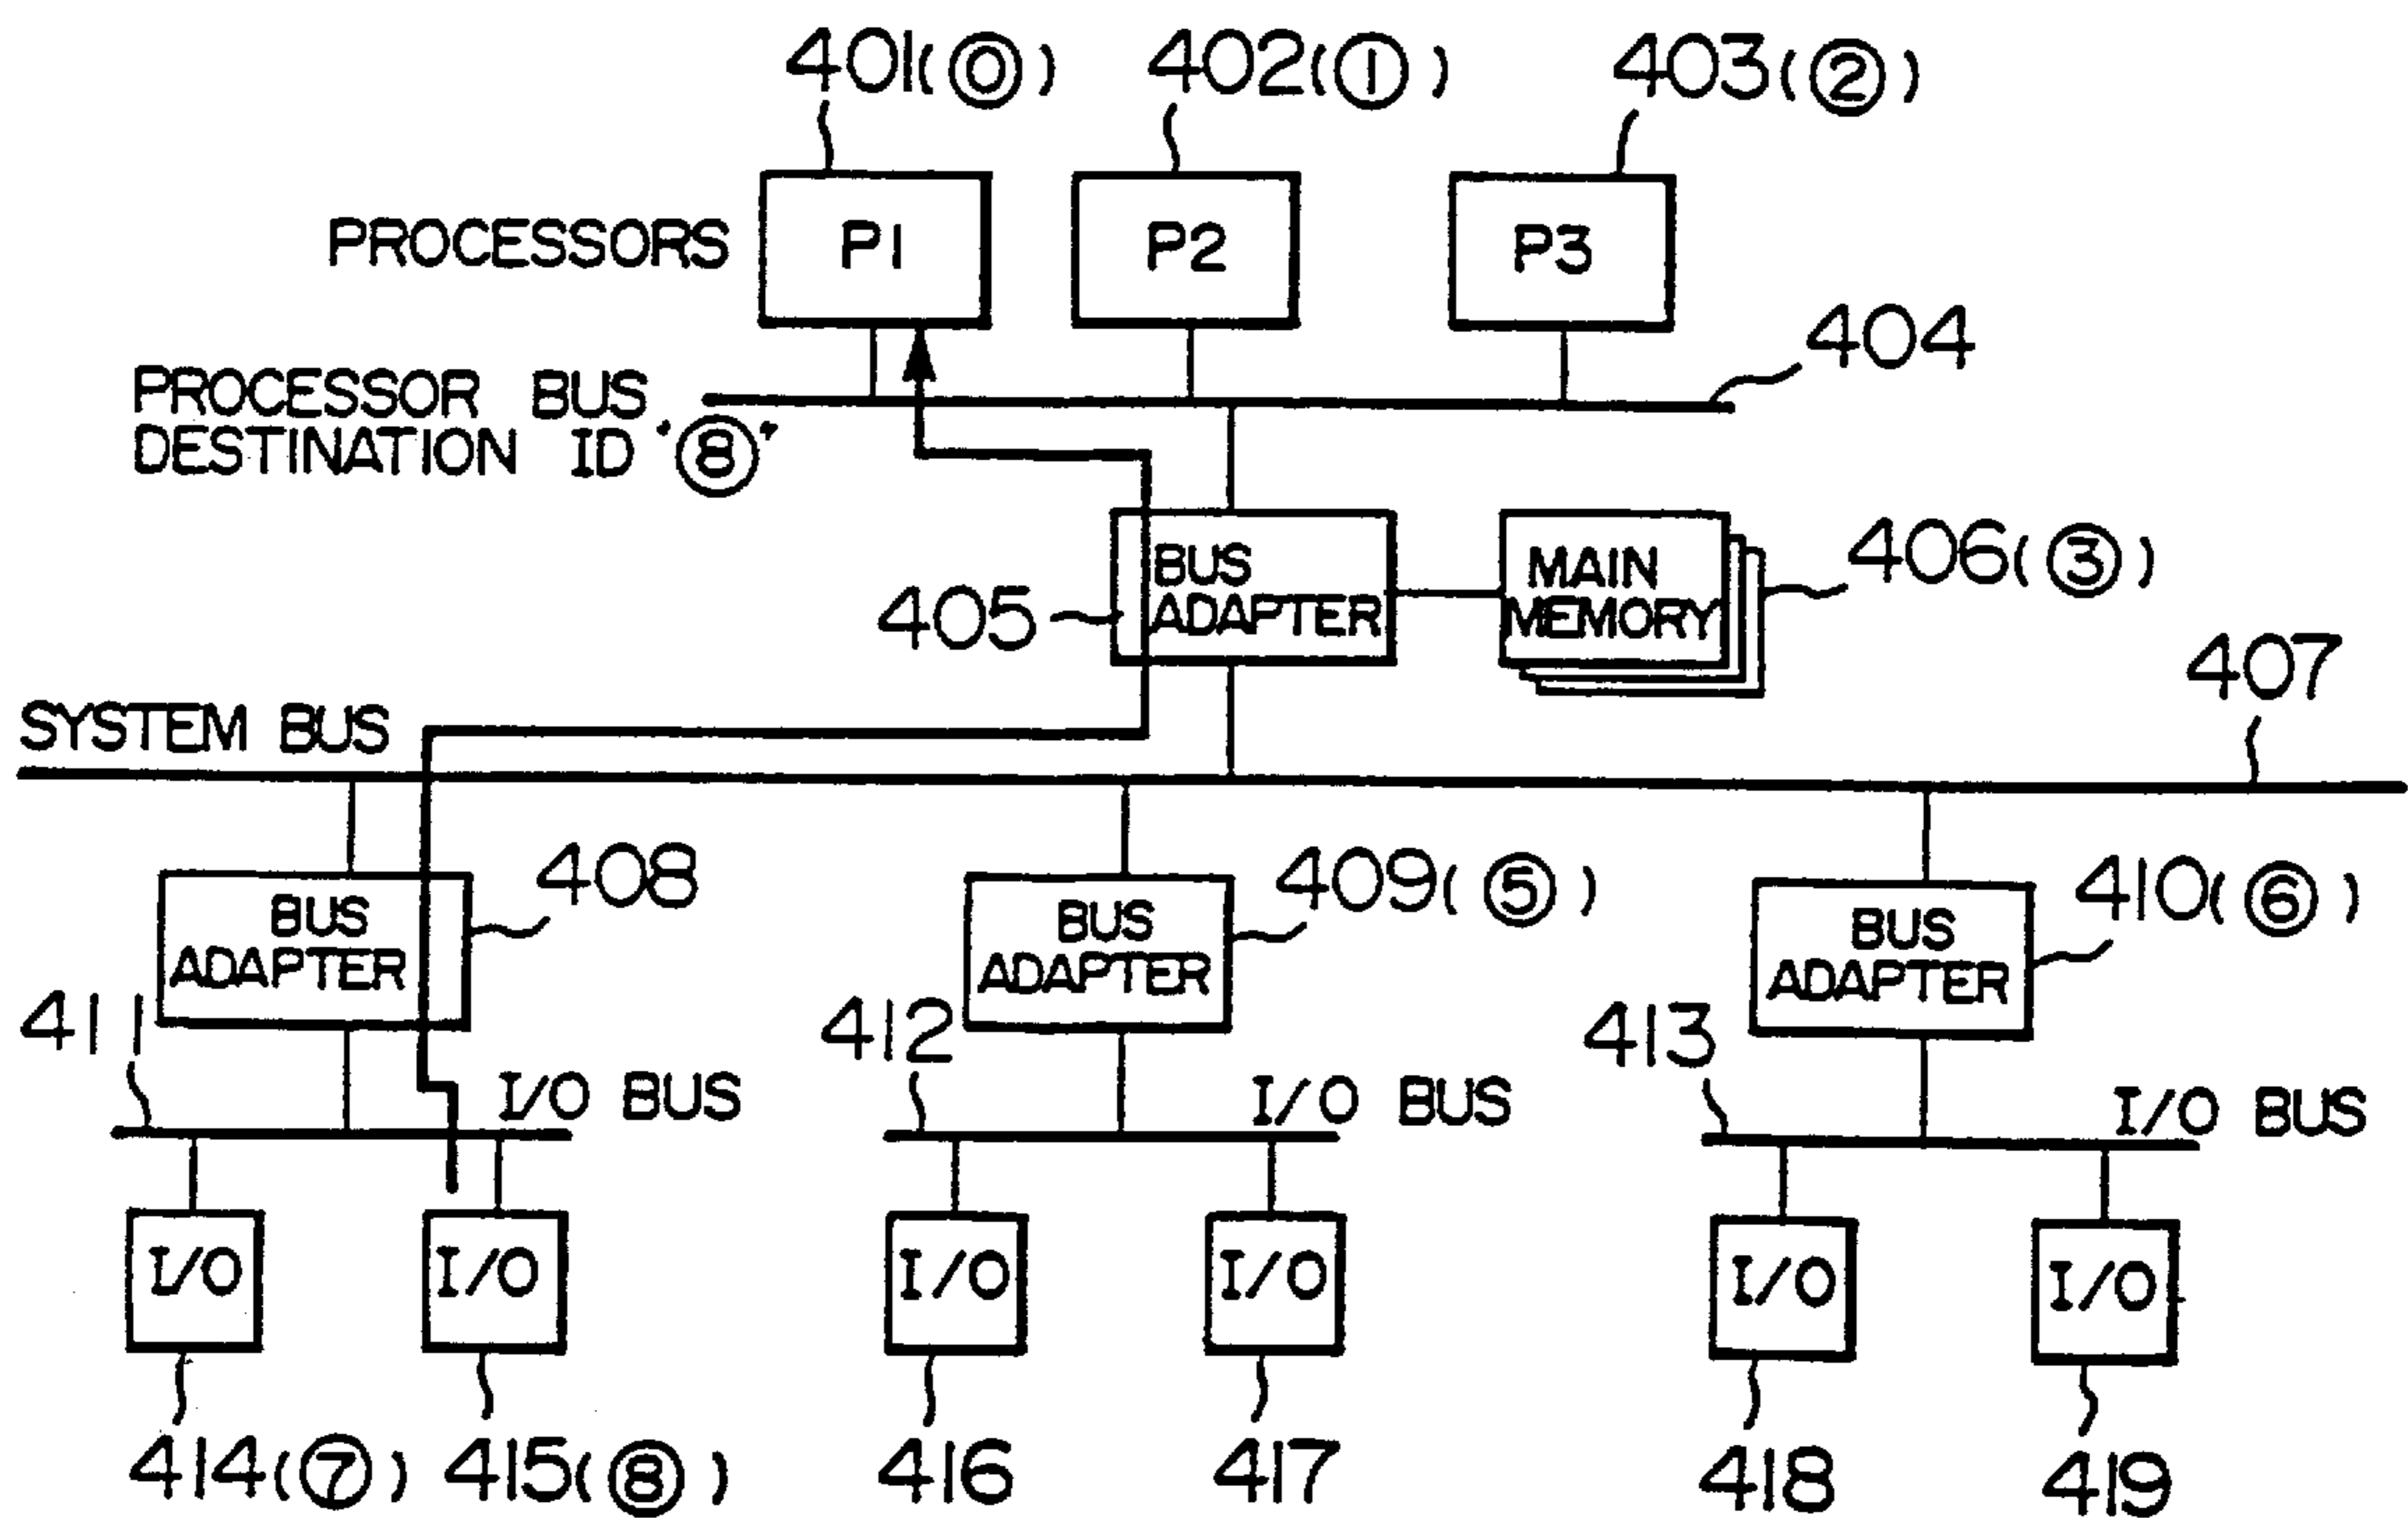 401(⓪) 402(①) 403(②)
PROCESSORS P1 P2 P3
404
PROCESSOR BUS
DESTINATION ID '⑧'
BUS
ADAPTER
MAIN
MEMORY
406(③)
405
407
SYSTEM BUS
408 409(⑤) 410(⑥)
BUS
ADAPTER
BUS
ADAPTER
BUS
ADAPTER
411 412 413
I/O BUS I/O BUS I/O BUS
I/O I/O I/O I/O I/O I/O
414(⑦) 415(⑧) 416 417 418 419